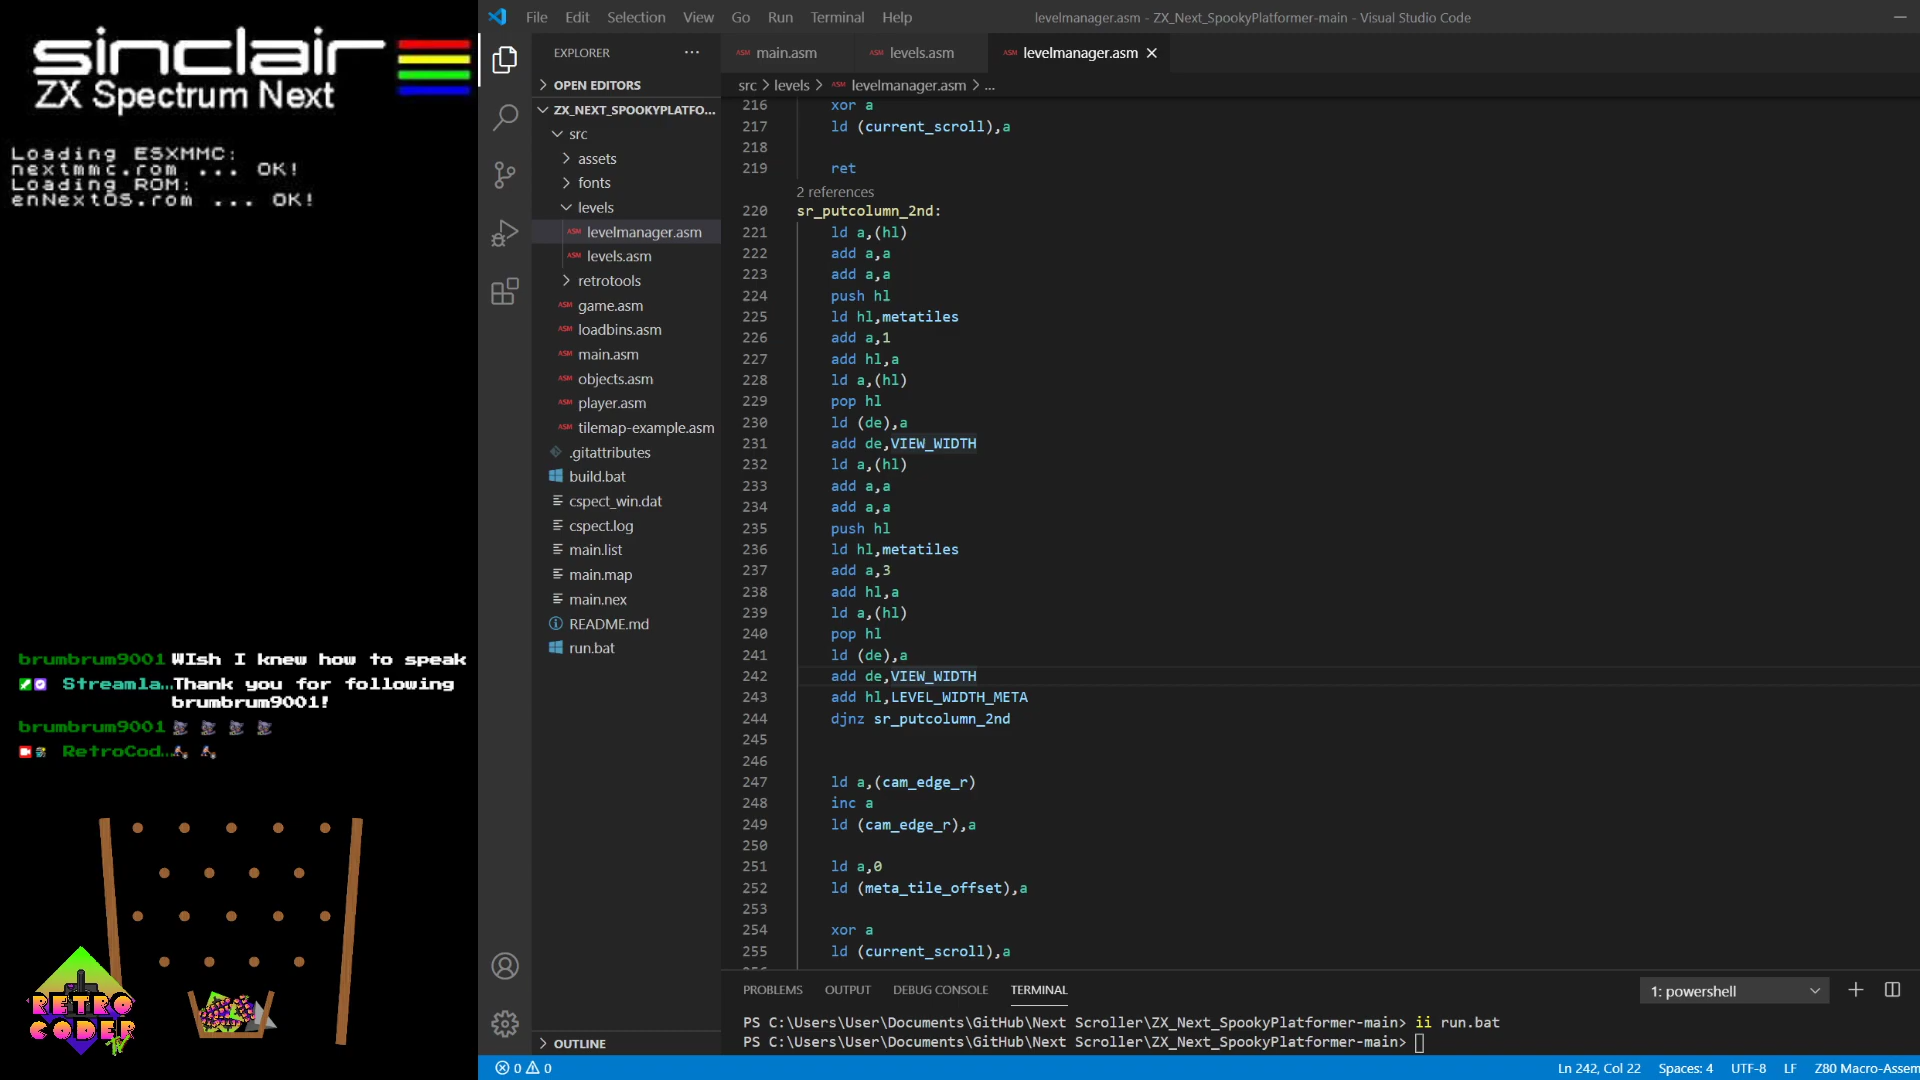 sinclair
ZX Spectrum Next
Loading ESXMMC:
nextmmc.rom ... OK!
Loading ROM:
enNextOS.rom ... OK!
brumbrum9001 WIsh I knew how to speak
Streamla...Thank you for following
brumbrum9001!
brumbrum9001
RetroCod...
RETRO
CODER
TV
File Edit Selection View Go Run Terminal Help
levelmanager.asm - ZX_Next_SpookyPlatformer-main - Visual Studio Code
EXPLORER
OPEN EDITORS
ZX_NEXT_SPOOKYPLATFO...
src
assets
fonts
levels
ASM levelmanager.asm
ASM levels.asm
retrotools
ASM game.asm
ASM loadbins.asm
ASM main.asm
ASM objects.asm
ASM player.asm
ASM tilemap-example.asm
.gitattributes
build.bat
cspect_win.dat
cspect.log
main.list
main.map
main.nex
README.md
run.bat
OUTLINE
ASM main.asm ASM levels.asm ASM levelmanager.asm
src > levels > ASM levelmanager.asm > ...
216 xor a
217 ld (current_scroll),a
218
219 ret
2 references
220 sr_putcolumn_2nd:
221 ld a,(hl)
222 add a,a
223 add a,a
224 push hl
225 ld hl,metatiles
226 add a,1
227 add hl,a
228 ld a,(hl)
229 pop hl
230 ld (de),a
231 add de,VIEW_WIDTH
232 ld a,(hl)
233 add a,a
234 add a,a
235 push hl
236 ld hl,metatiles
237 add a,3
238 add hl,a
239 ld a,(hl)
240 pop hl
241 ld (de),a
242 add de,VIEW_WIDTH
243 add hl,LEVEL_WIDTH_META
244 djnz sr_putcolumn_2nd
245
246
247 ld a,(cam_edge_r)
248 inc a
249 ld (cam_edge_r),a
250
251 ld a,0
252 ld (meta_tile_offset),a
253
254 xor a
255 ld (current_scroll),a
PROBLEMS OUTPUT DEBUG CONSOLE TERMINAL
1: powershell
PS C:\Users\User\Documents\GitHub\Next Scroller\ZX_Next_SpookyPlatformer-main> ii run.bat
PS C:\Users\User\Documents\GitHub\Next Scroller\ZX_Next_SpookyPlatformer-main>
0 0
Ln 242, Col 22 Spaces: 4 UTF-8 LF Z80 Macro-Assem